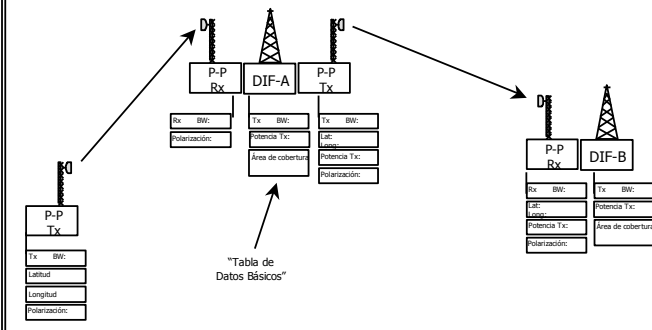 P-P
Rx
DIF-A
P-P
Tx
Rx BW:
Polarización:
Tx BW:
Potencia Tx:
Área de cobertura
Tx BW:
Lat:
Long:
Potencia Tx:
Polarización:
P-P
Tx
Tx BW:
Latitud
Longitud
Polarización:
"Tabla de
Datos Básicos"
P-P
Rx
DIF-B
Rx BW:
Lat:
Long:
Potencia Tx:
Polarización:
Tx BW:
Potencia Tx:
Área de cobertura